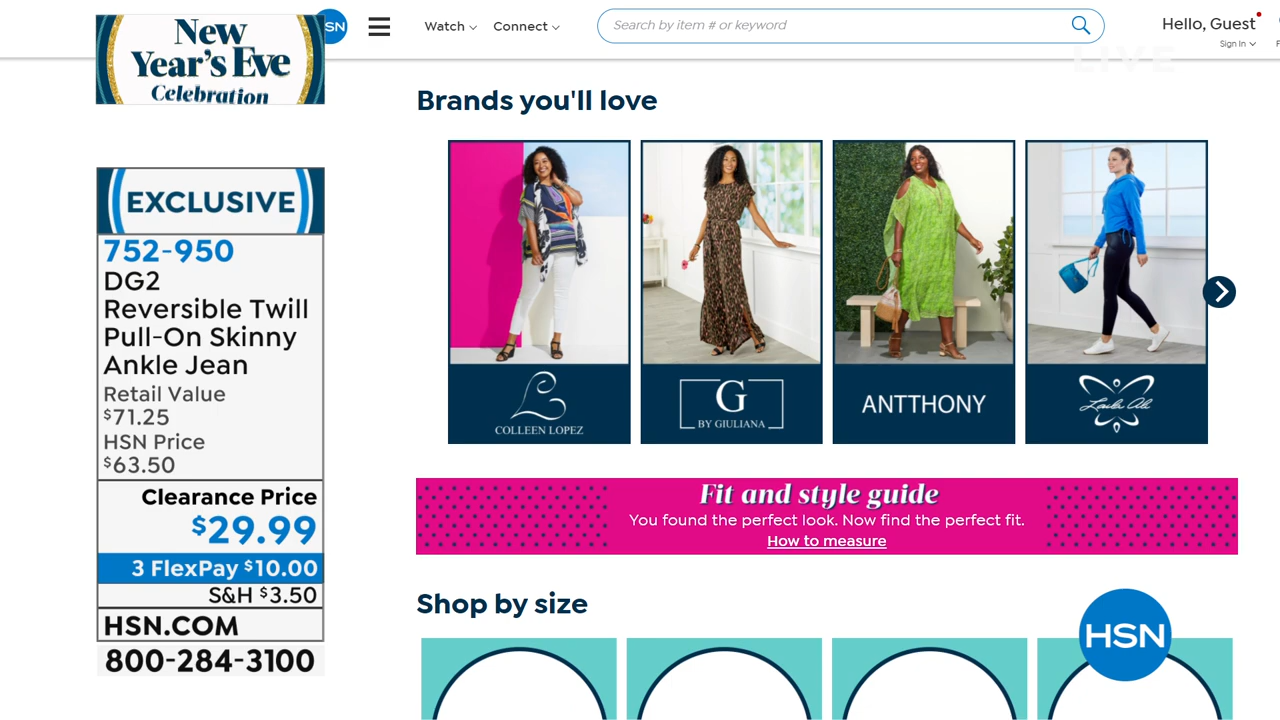 New
Year's Eve
Celebration
SN
Watch
Connect
Search by item # or keyword
Hello, Guest
Sign In
LIVE
Brands you'll love
EXCLUSIVE
752-950
DG2
Reversible Twill
Pull-On Skinny
Ankle Jean
Retail Value
$71.25
HSN Price
$63.50
Clearance Price
$29.99
3 FlexPay $10.00
S&H $3.50
HSN.COM
800-284-3100
COLLEEN LOPEZ
G
BY GIULIANA
ANTTHONY
Laila Ali
Fit and style guide
You found the perfect look. Now find the perfect fit.
How to measure
Shop by size
HSN